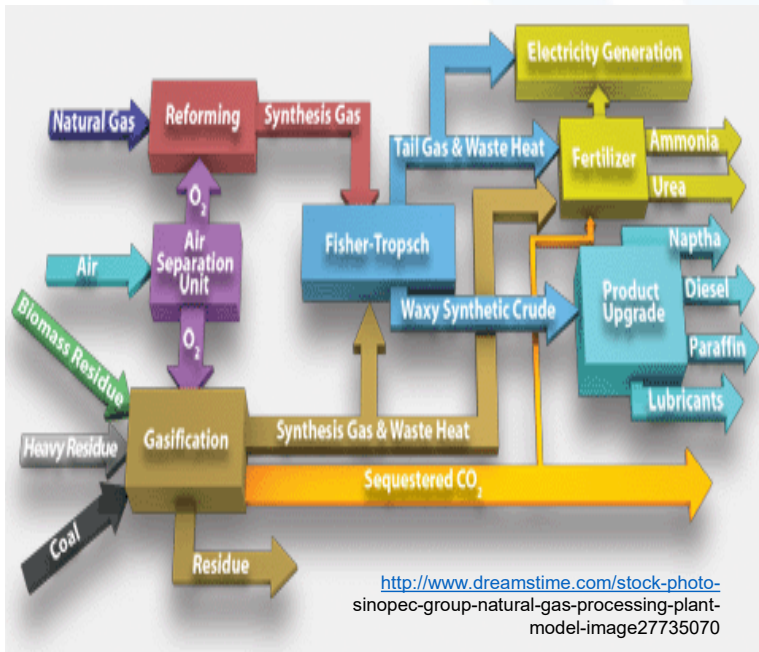 Electricity Generation
Natural Gas
Reforming
Synthesis Gas
Tail Gas & Waste Heat
Fertilizer
Ammonia
Urea
O₂
Air
Air
Separation
Unit
Fisher-Tropsch
Naptha
Product
Upgrade
Diesel
Waxy Synthetic Crude
Paraffin
Lubricants
Biomass Residue
O₂
Heavy Residue
Gasification
Synthesis Gas & Waste Heat
Coal
Sequestered CO₂
Residue
http://www.dreamstime.com/stock-photo-
sinopec-group-natural-gas-processing-plant-
model-image27735070